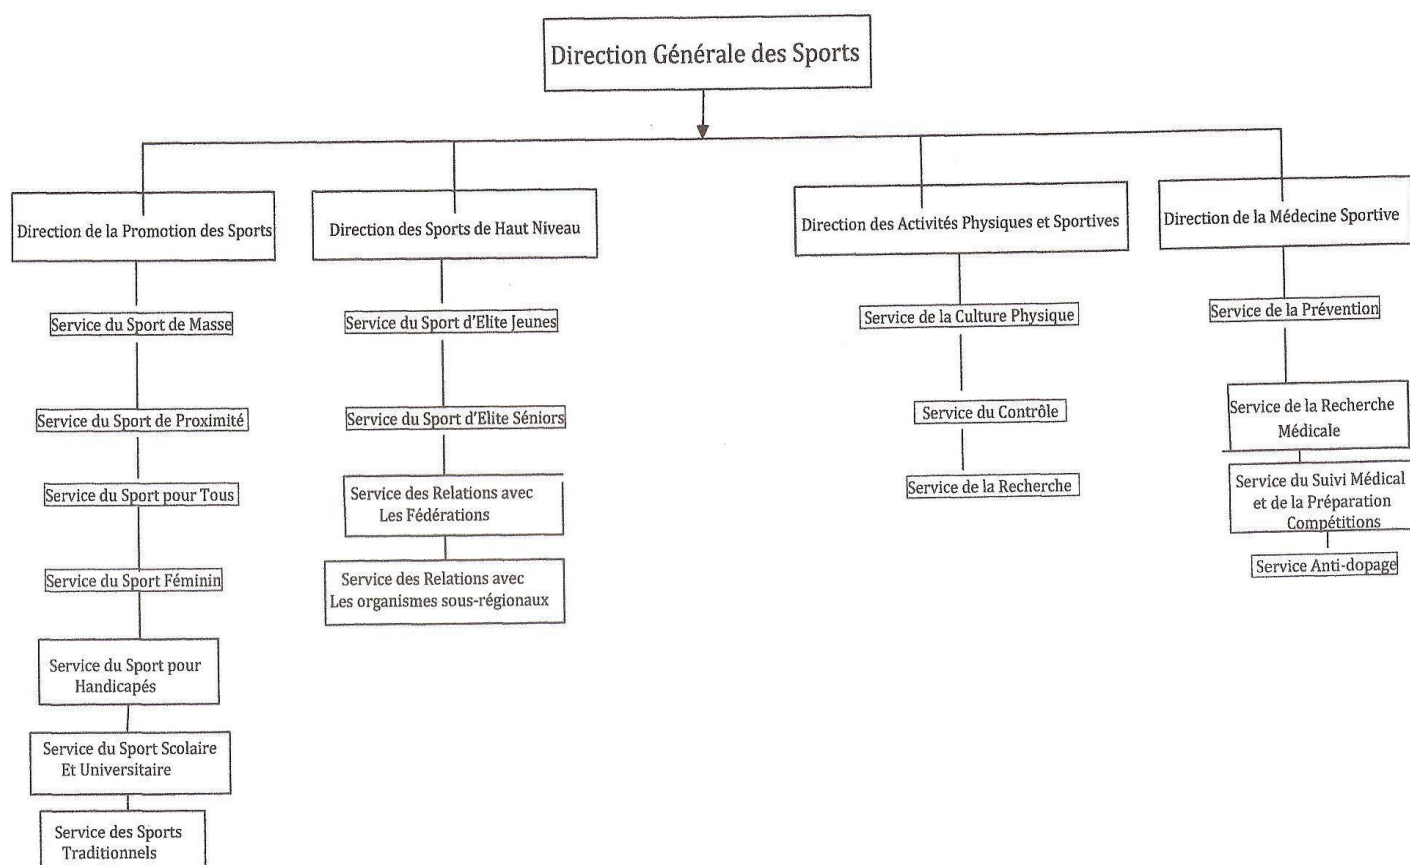 Direction Générale des Sports
Direction de la Promotion des Sports
Service du Sport de Masse
Service du Sport de Proximité
Service du Sport pour Tous
Service du Sport Féminin
Service du Sport pour
Handicapés
Service du Sport Scolaire
Et Universitaire
Service des Sports
Traditionnels
Direction des Sports de Haut Niveau
Service du Sport d'Elite Jeunes
Service du Sport d'Elite Séniors
Service des Relations avec
Les Fédérations
Service des Relations avec
Les organismes sous-régionaux
Direction des Activités Physiques et Sportives
Service de la Culture Physique
Service du Contrôle
Service de la Recherche
Direction de la Médecine Sportive
Service de la Prévention
Service de la Recherche
Médicale
Service du Suivi Médical
et de la Préparation
Compétitions
Service Anti-dopage